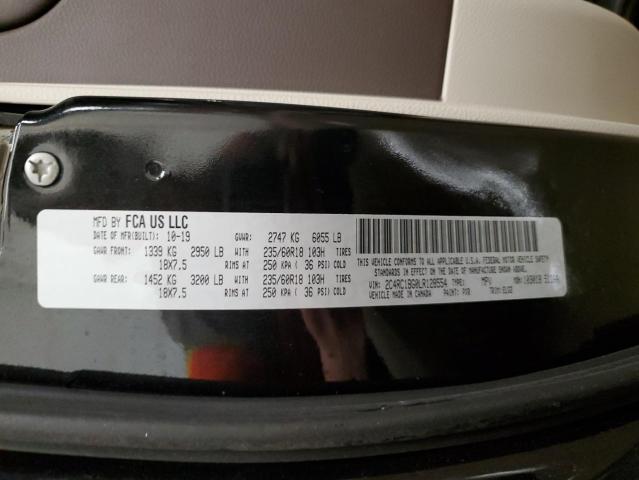 MFD BY FCA US LLC
DATE OF MFR(BUILT): 10-19 GVWR: 2747 KG 6055 LB
GAWR FRONT: 1339 KG 2950 LB WITH 235/60R18 103H TIRES
18X7.5 RIMS AT 250 KPA ( 36 PSI) COLD
GAWR REAR: 1452 KG 3200 LB WITH 235/60R18 103H TIRES
18X7.5 RIMS AT 250 KPA ( 36 PSI) COLD
THIS VEHICLE CONFORMS TO ALL APPLICABLE U.S.A. FEDERAL MOTOR VEHICLE SAFETY
STANDARDS IN EFFECT ON THE DATE OF MANUFACTURE SHOWN ABOVE.
VIN: 2C4RC1BG0LR128554 TYPE: MPV
VEHICLE MADE IN CANADA PAINT: PXR TRIM: